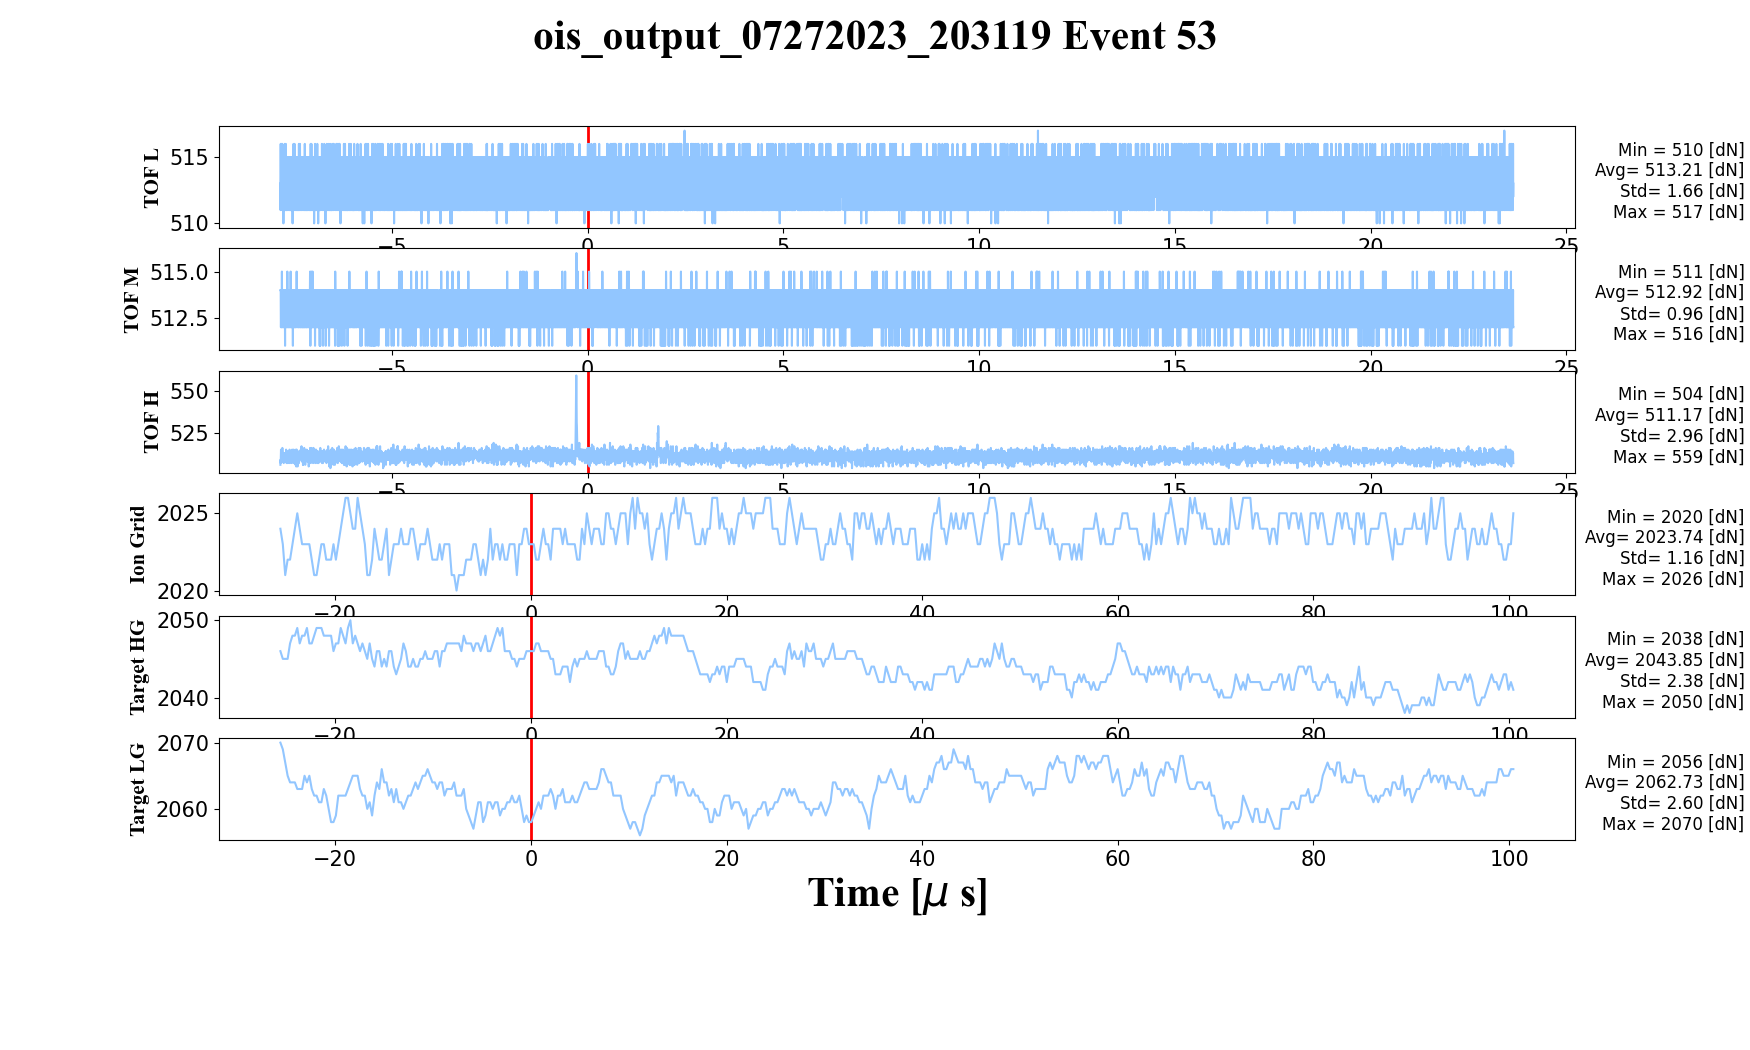 ois_output_07272023_203119 Event 53
TOF L
515
510
Min = 510 [dN]
Avg= 513.21 [dN]
Std= 1.66 [dN]
Max = 517 [dN]
−5 0 5 10 15 20 25
TOF M
515.0
512.5
Min = 511 [dN]
Avg= 512.92 [dN]
Std= 0.96 [dN]
Max = 516 [dN]
−5 0 5 10 15 20 25
TOF H
550
525
Min = 504 [dN]
Avg= 511.17 [dN]
Std= 2.96 [dN]
Max = 559 [dN]
−5 0 5 10 15 20 25
Ion Grid
2025
2020
Min = 2020 [dN]
Avg= 2023.74 [dN]
Std= 1.16 [dN]
Max = 2026 [dN]
−20 0 20 40 60 80 100
Target HG
2050
2040
Min = 2038 [dN]
Avg= 2043.85 [dN]
Std= 2.38 [dN]
Max = 2050 [dN]
−20 0 20 40 60 80 100
Target LG
2070
2060
Min = 2056 [dN]
Avg= 2062.73 [dN]
Std= 2.60 [dN]
Max = 2070 [dN]
−20 0 20 40 60 80 100
Time [μ s]